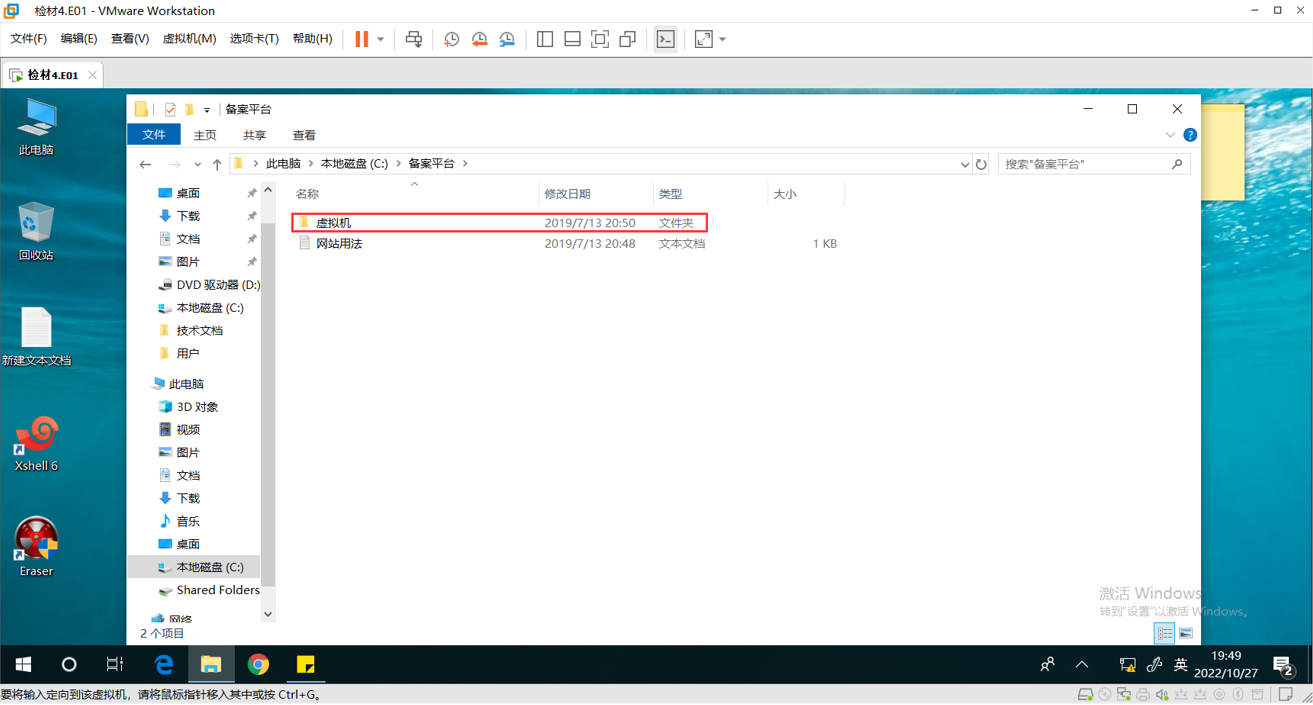 检材4.E01 - VMware Workstation
文件(F) 编辑(E) 查看(V) 虚拟机(M) 选项卡(T) 帮助(H)
检材4.E01
备案平台
文件 主页 共享 查看
此电脑 本地磁盘 (C:) 备案平台
搜索"备案平台"
名称 修改日期 类型 大小
虚拟机 2019/7/13 20:50 文件夹
网站用法 2019/7/13 20:48 文本文档 1 KB
桌面
下载
文档
图片
DVD 驱动器 (D:)
本地磁盘 (C:)
技术文档
用户
此电脑
3D 对象
视频
图片
文档
下载
音乐
桌面
本地磁盘 (C:)
Shared Folders
网络
2 个项目
此电脑
回收站
新建文本文档
Xshell 6
Eraser
激活 Windows
转到"设置"以激活 Windows。
英
19:49
2022/10/27
2
要将输入定向到该虚拟机，请将鼠标指针移入其中或按 Ctrl+G。